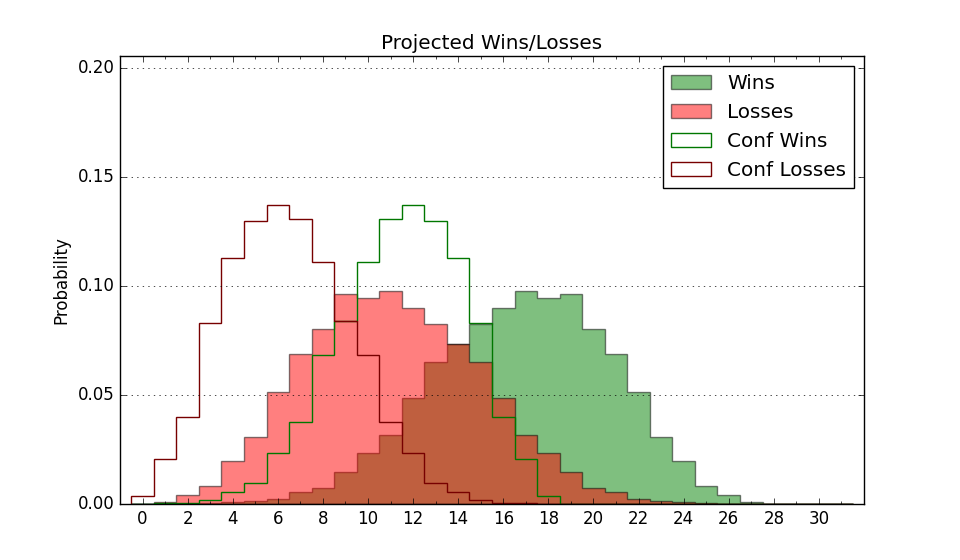 Projected Wins/Losses
Wins
Losses
Conf Wins
Conf Losses
0.20
0.15
0.10
0.05
0.00
Probability
0 2 4 6 8 10 12 14 16 18 20 22 24 26 28 30